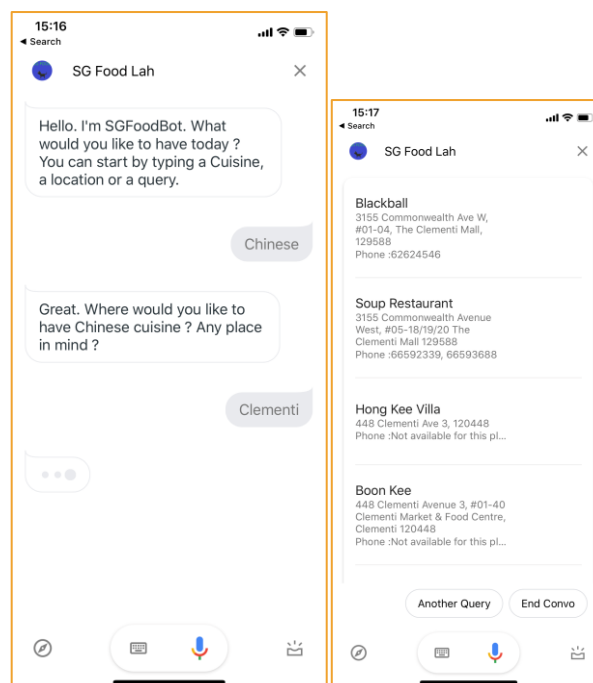 15:16
◀ Search
SG Food Lah
Hello. I'm SGFoodBot. What
would you like to have today ?
You can start by typing a Cuisine,
a location or a query.
Chinese
Great. Where would you like to
have Chinese cuisine ? Any place
in mind ?
Clementi
15:17
◀ Search
SG Food Lah
Blackball
3155 Commonwealth Ave W,
#01-04, The Clementi Mall,
129588
Phone :62624546
Soup Restaurant
3155 Commonwealth Avenue
West, #05-18/19/20 The
Clementi Mall 129588
Phone :66592339, 66593688
Hong Kee Villa
448 Clementi Ave 3, 120448
Phone :Not available for this pl...
Boon Kee
448 Clementi Avenue 3, #01-40
Clementi Market & Food Centre,
Clementi 120448
Phone :Not available for this pl...
Another Query
End Convo